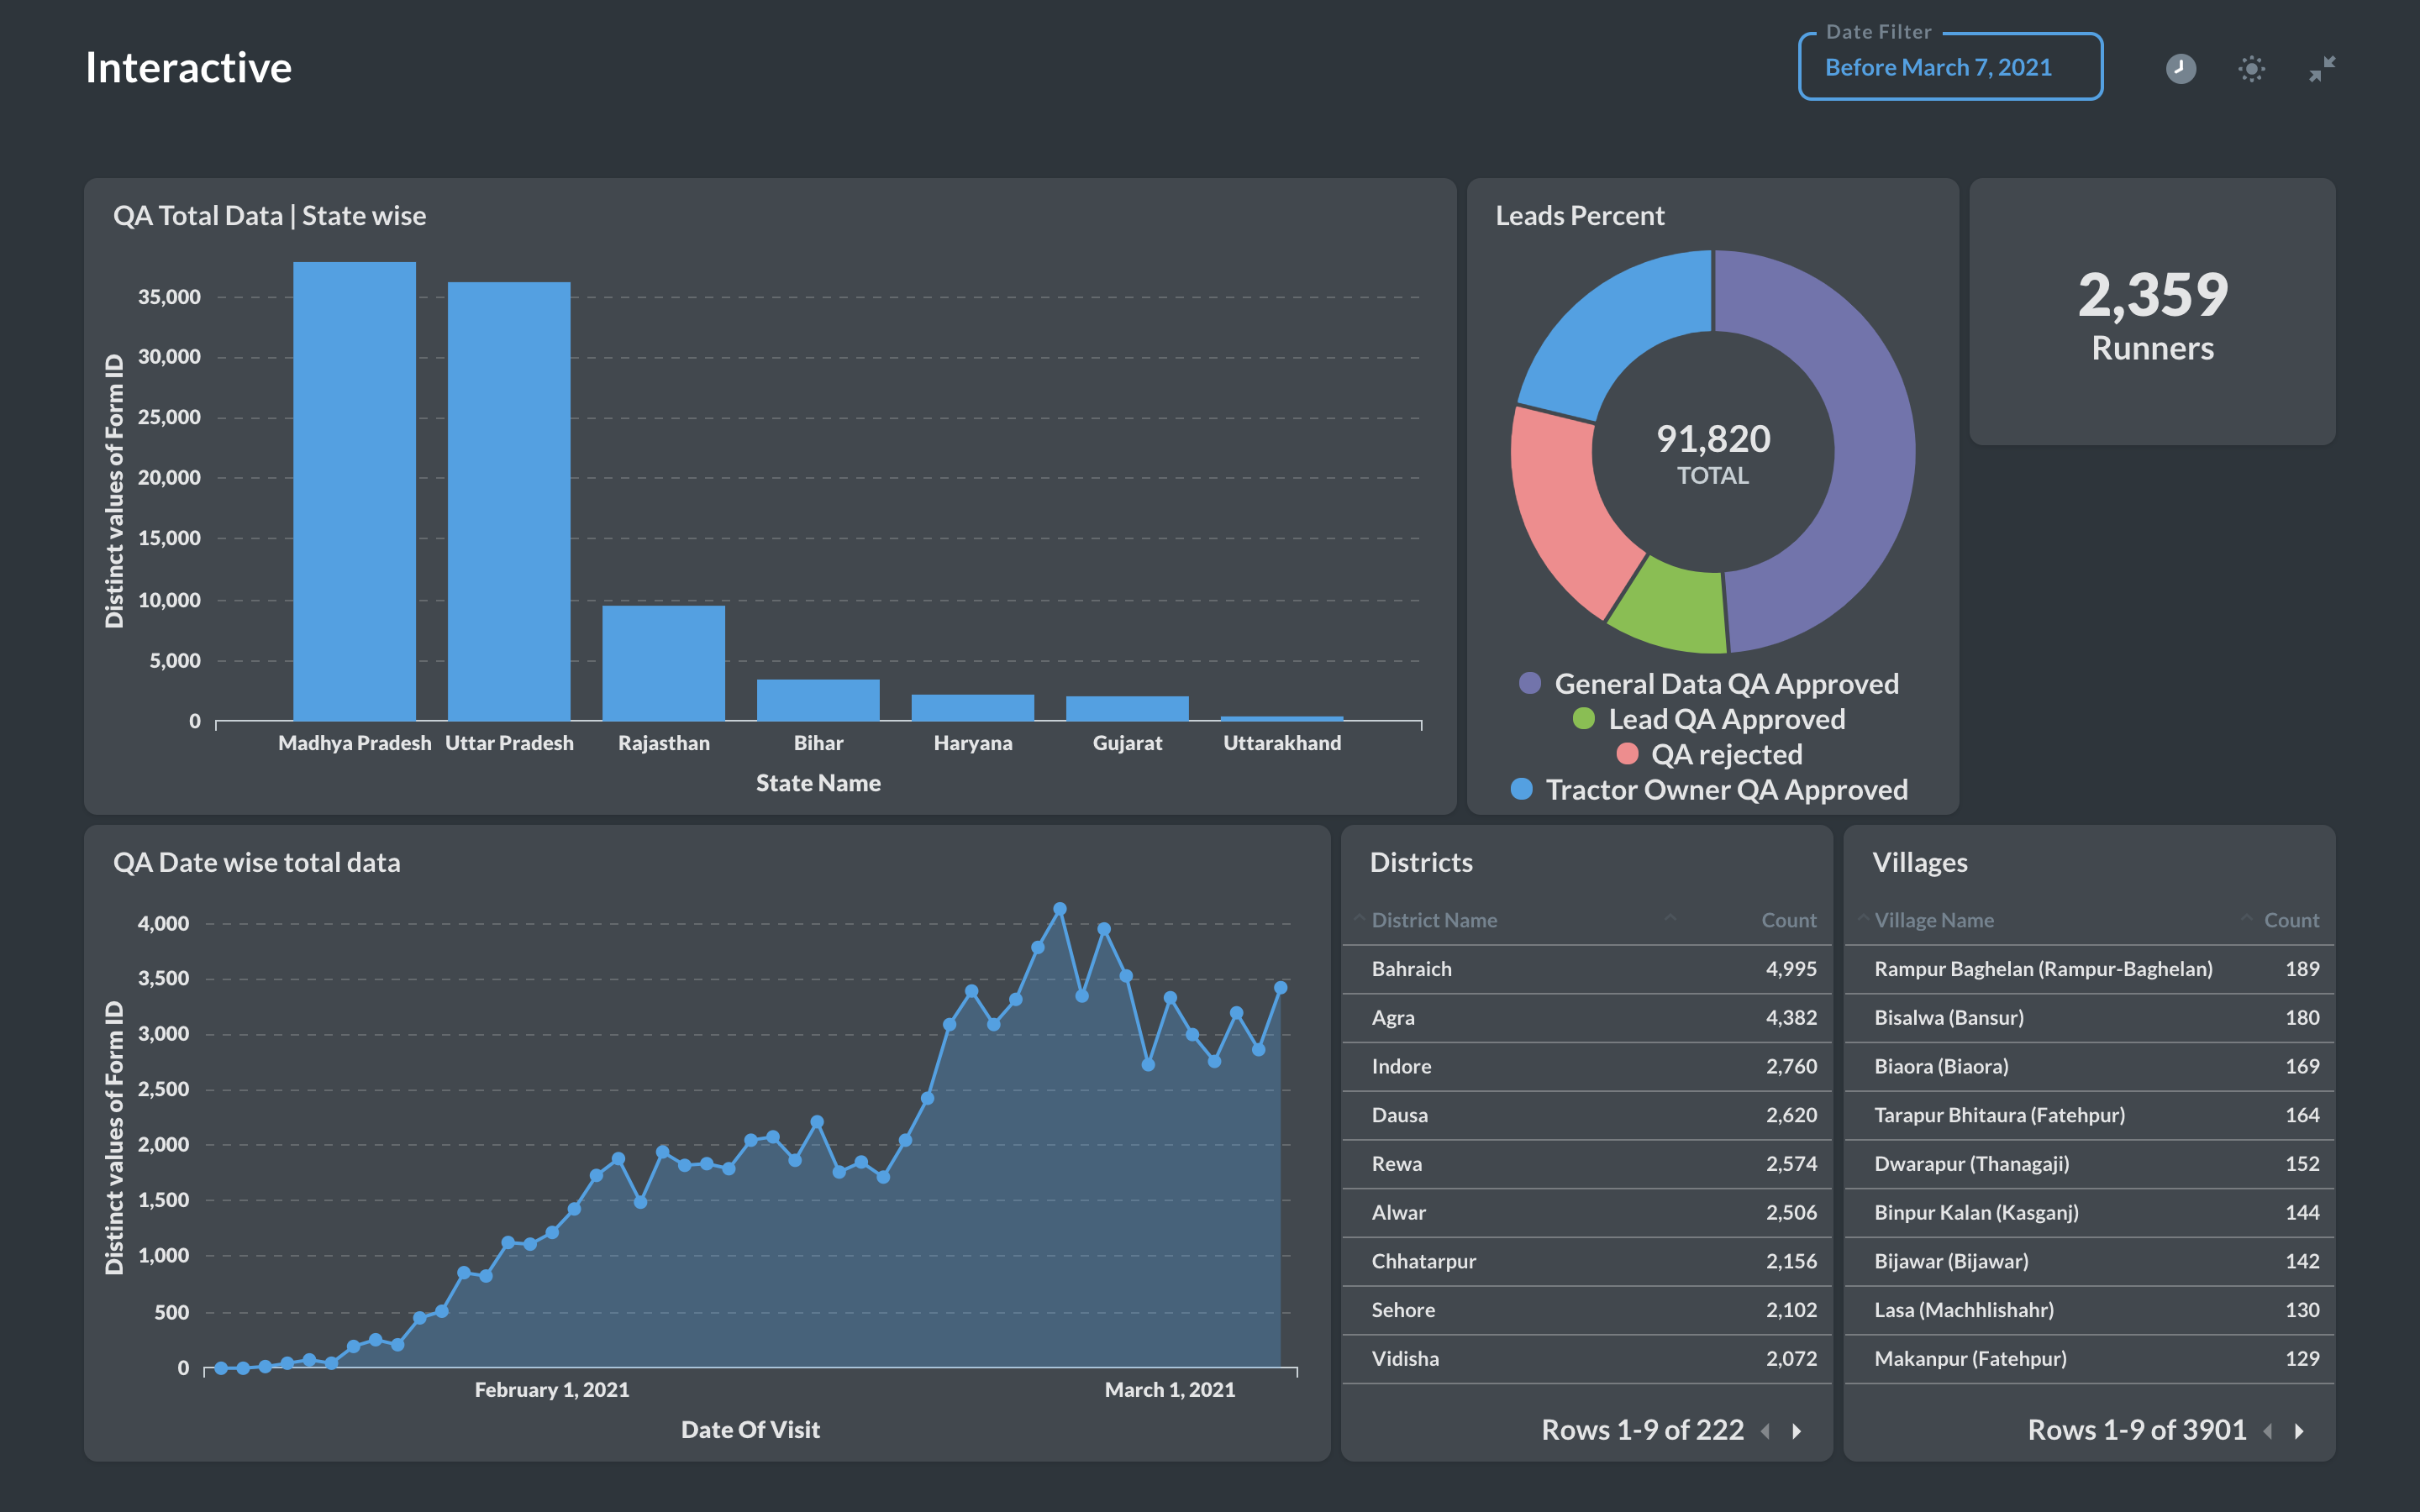 Interactive
Date Filter
Before March 7, 2021
QA Total Data | State wise
Distinct values of Form ID
35,000
30,000
25,000
20,000
15,000
10,000
5,000
0
Madhya Pradesh Uttar Pradesh Rajasthan Bihar Haryana Gujarat Uttarakhand
State Name
Leads Percent
91,820
TOTAL
General Data QA Approved
Lead QA Approved
QA rejected
Tractor Owner QA Approved
2,359
Runners
QA Date wise total data
Distinct values of Form ID
4,000
3,500
3,000
2,500
2,000
1,500
1,000
500
0
February 1, 2021 March 1, 2021
Date Of Visit
Districts
District Name Count
Bahraich 4,995
Agra 4,382
Indore 2,760
Dausa 2,620
Rewa 2,574
Alwar 2,506
Chhatarpur 2,156
Sehore 2,102
Vidisha 2,072
Rows 1-9 of 222
Villages
Village Name Count
Rampur Baghelan (Rampur-Baghelan) 189
Bisalwa (Bansur) 180
Biaora (Biaora) 169
Tarapur Bhitaura (Fatehpur) 164
Dwarapur (Thanagaji) 152
Binpur Kalan (Kasganj) 144
Bijawar (Bijawar) 142
Lasa (Machhlishahr) 130
Makanpur (Fatehpur) 129
Rows 1-9 of 3901